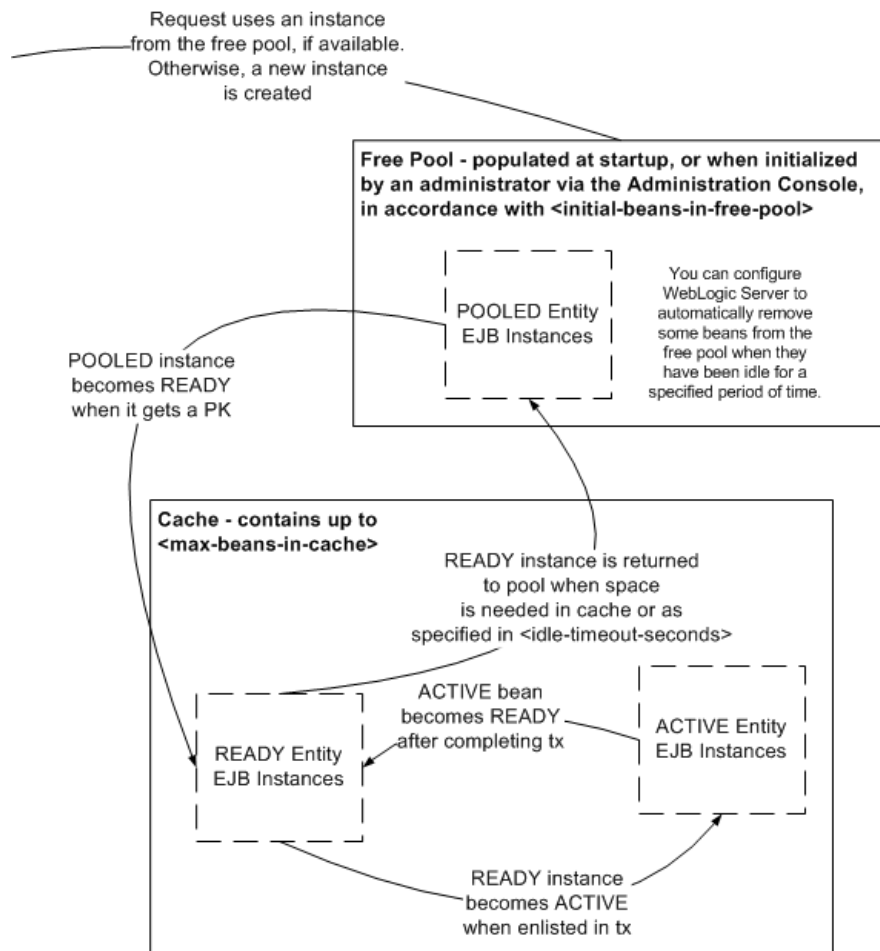 Request uses an instance
from the free pool, if available.
Otherwise, a new instance
is created
Free Pool - populated at startup, or when initialized
by an administrator via the Administration Console,
in accordance with <initial-beans-in-free-pool>
POOLED Entity
EJB Instances
You can configure
WebLogic Server to
automatically remove
some beans from the
free pool when they
have been idle for a
specified period of time.
POOLED instance
becomes READY
when it gets a PK
Cache - contains up to
<max-beans-in-cache>
READY instance is returned
to pool when space
is needed in cache or as
specified in <idle-timeout-seconds>
ACTIVE bean
becomes READY
after completing tx
READY Entity
EJB Instances
ACTIVE Entity
EJB Instances
READY instance
becomes ACTIVE
when enlisted in tx